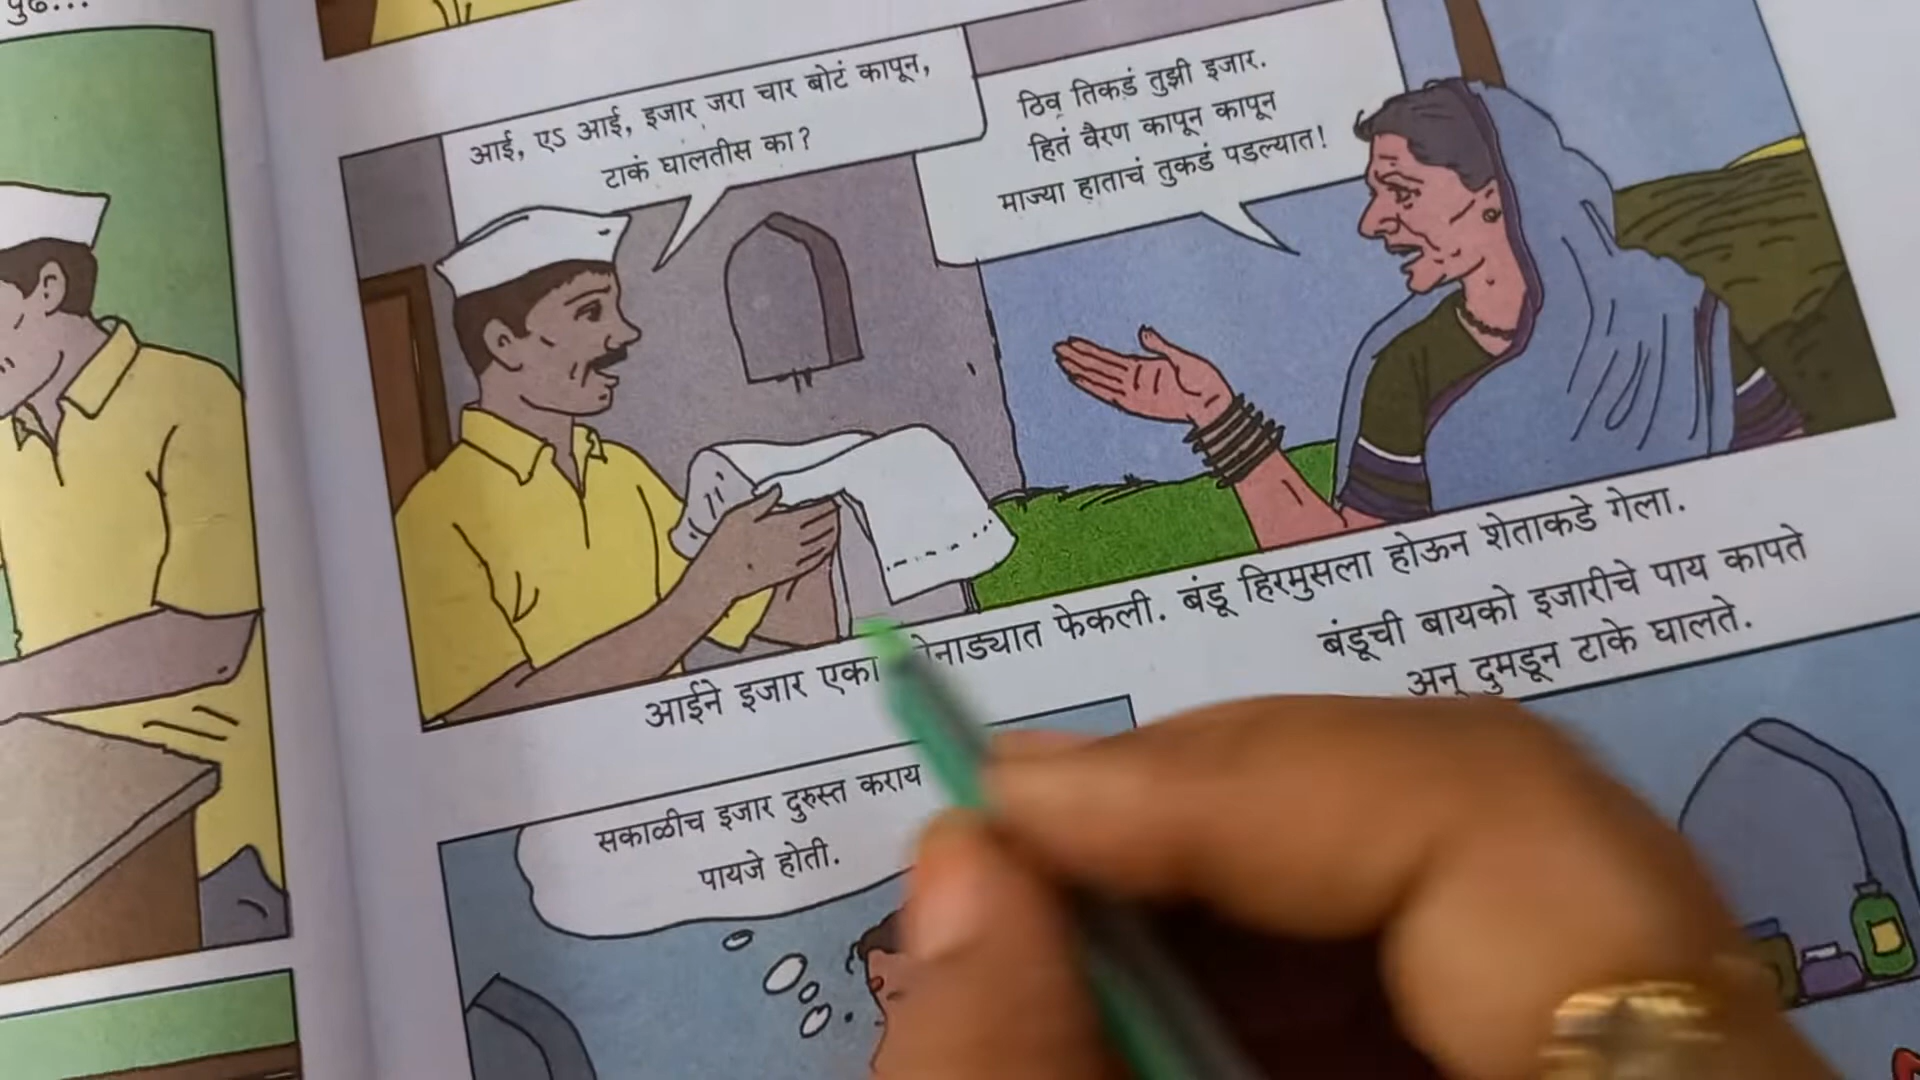 पुढे...
आई, एऽ आई, इजार जरा चार बोटं कापून,
टाकं घालतीस का?
ठिव तिकडं तुझी इजार.
हितं वैरण कापून कापून
माज्या हाताचं तुकडं पडल्यात!
आईने इजार एका फेकली. बंडू हिरमुसला होऊन शेताकडे गेला.
बंडूची बायको इजारीचे पाय कापते
अन् दुमडून टाके घालते.
सकाळीच इजार दुरुस्त कराय
पायजे होती.